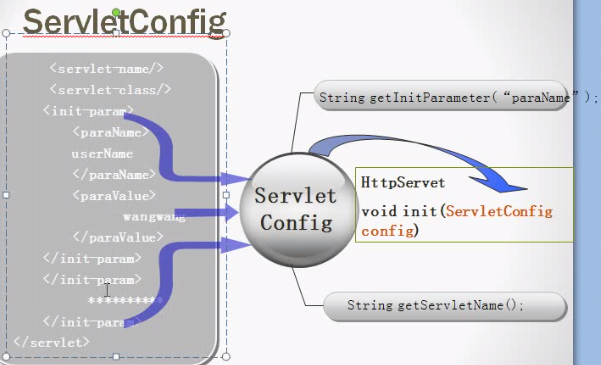 ServletConfig
<servlet-name/>
<servlet-class/>
<init-param>
<paraName>
userName
</paraName>
<paraValue>
wangwang
</paraValue>
</init-param>
</init-param>
**********
</init-param>
</servlet>
String getInitParameter(“paraName”);
Servlet
Config
HttpServet
void init(ServletConfig
config)
String getServletName();